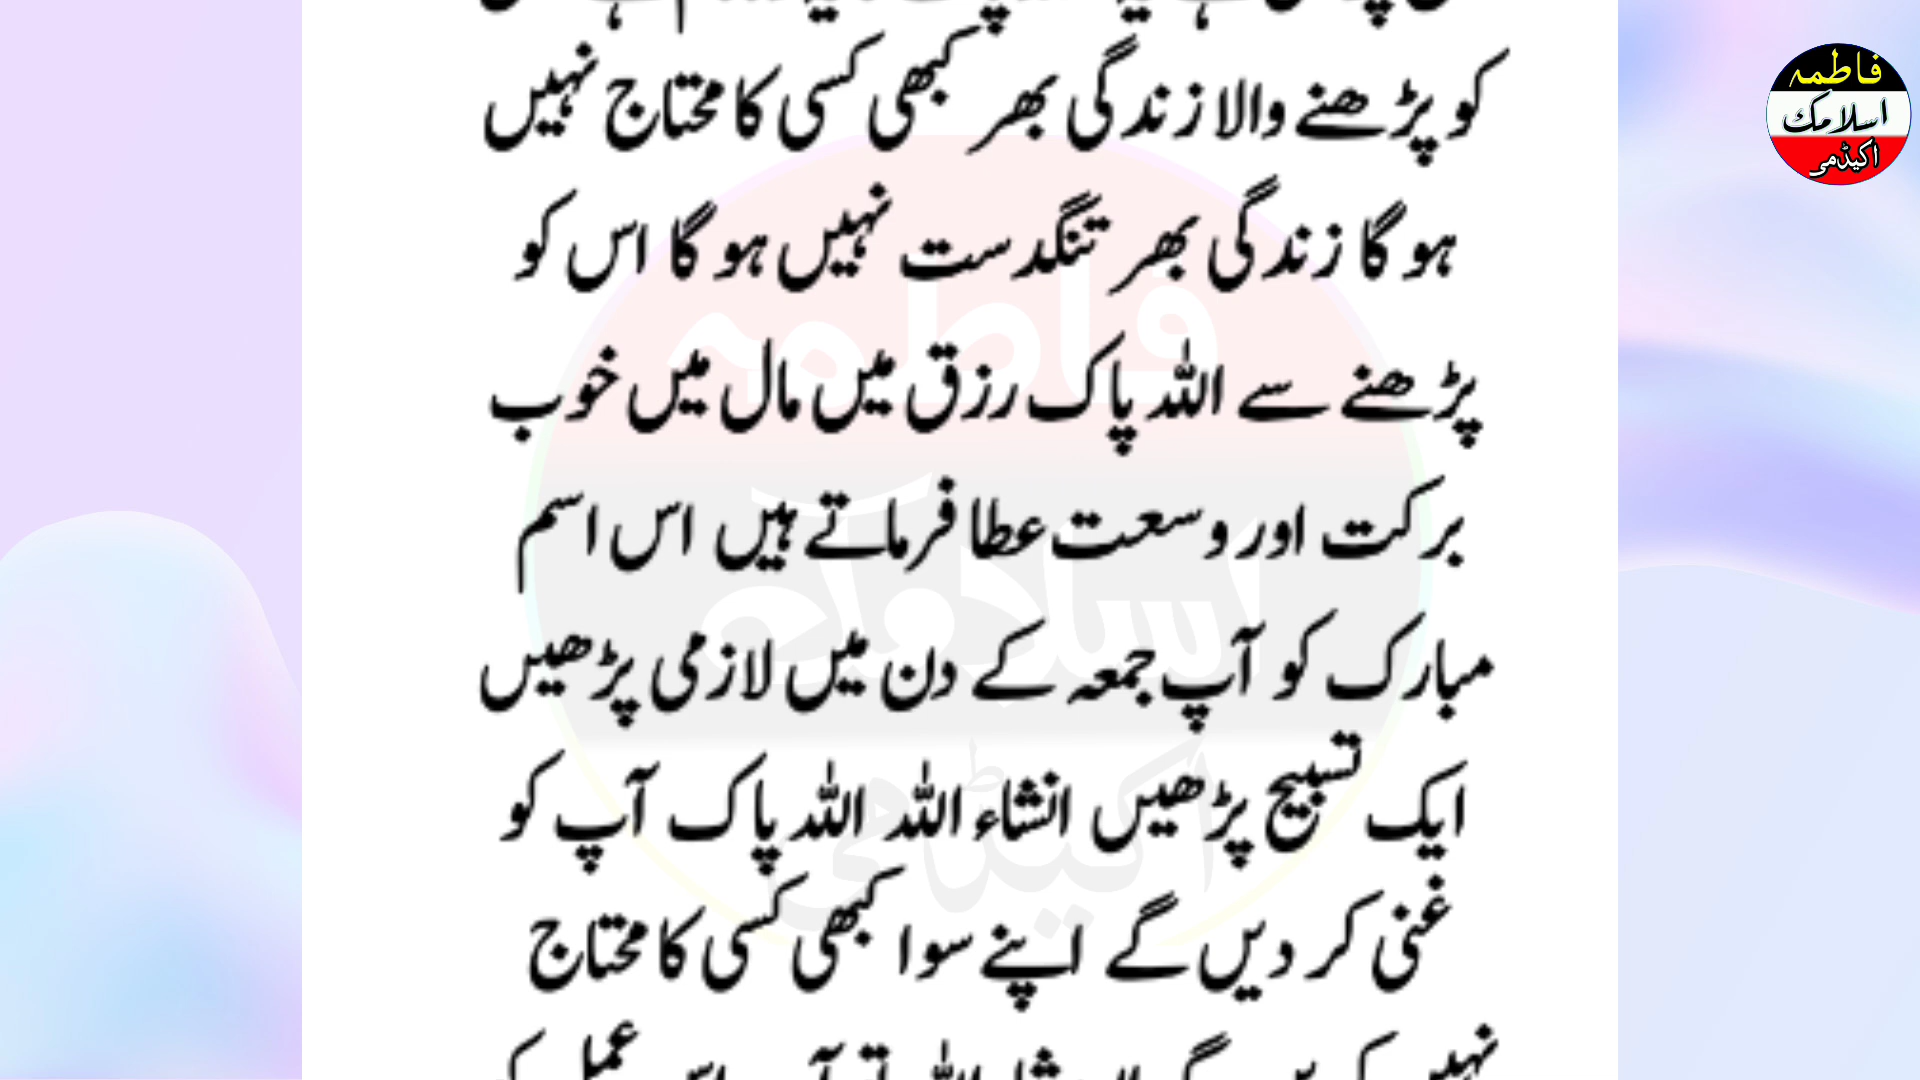 کو پڑھنے والا زندگی بھر کبھی کسی کا محتاج نہیں
ہو گا زندگی بھر تنگدست نہیں ہو گا اس کو
پڑھنے سے اللہ پاک رزق میں مال میں خوب
برکت اور وسعت عطا فرماتے ہیں اس اسم
مبارک کو آپ جمعہ کے دن میں لازمی پڑھیں
ایک تسبیح پڑھیں انشاء اللہ اللہ پاک آپ کو
غنی کر دیں گے اپنے سوا کبھی کسی کا محتاج
نہیں
فاطمہ
اسلامک
اکیڈمی